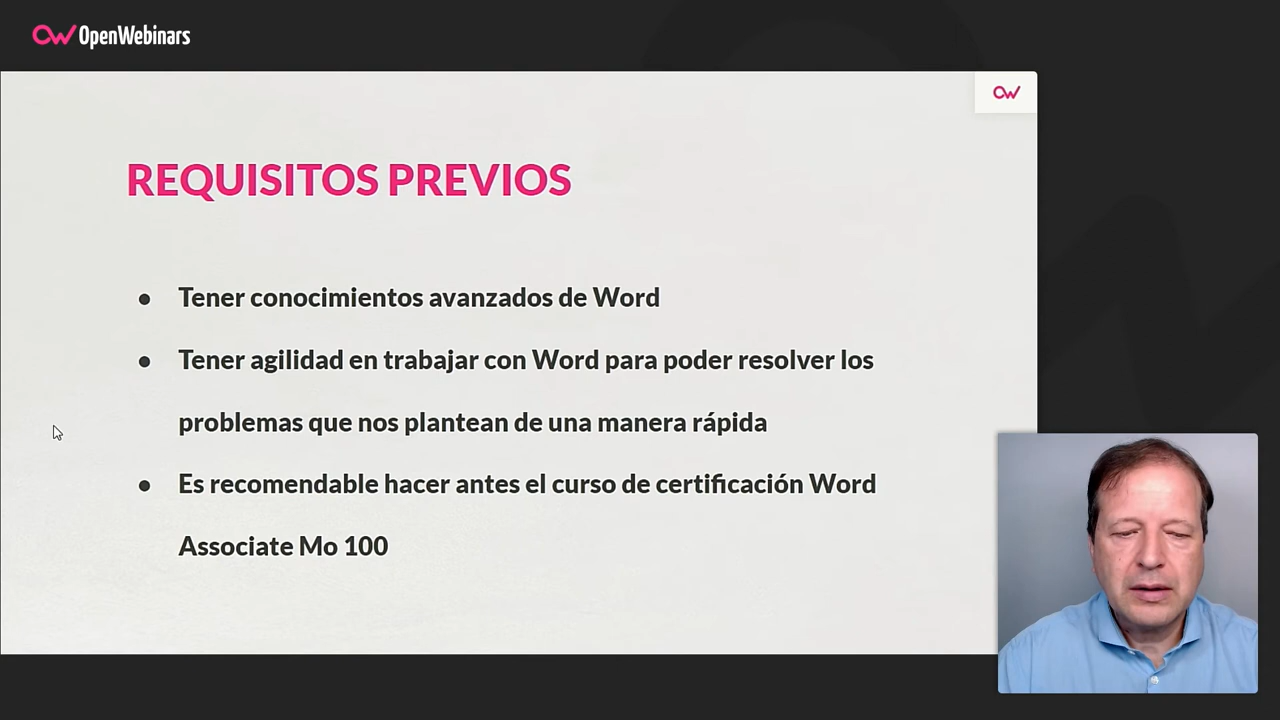 OpenWebinars
REQUISITOS PREVIOS
● Tener conocimientos avanzados de Word
● Tener agilidad en trabajar con Word para poder resolver los
problemas que nos plantean de una manera rápida
● Es recomendable hacer antes el curso de certificación Word
Associate Mo 100